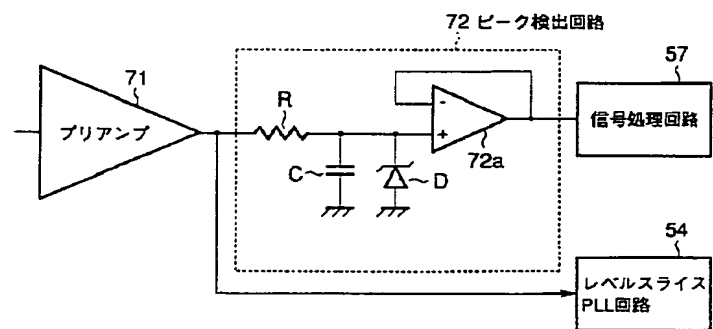 72 ピーク検出回路
71
プリアンプ
R
C
D
-
+
72a
57
信号処理回路
54
レベルスライス
PLL回路